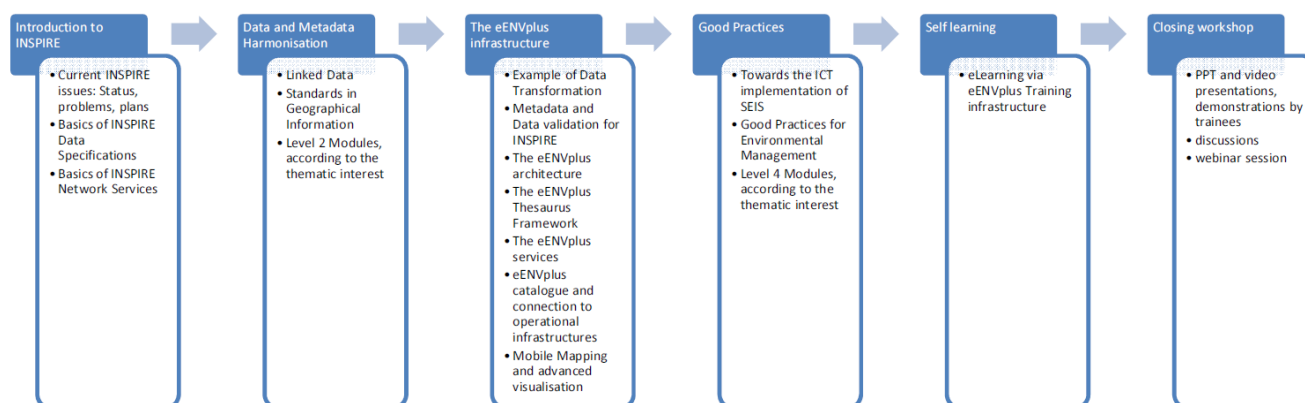 Introduction to
INSPIRE
• Current INSPIRE
issues: Status,
problems, plans
• Basics of INSPIRE
Data
Specifications
• Basics of INSPIRE
Network Services
Data and Metadata
Harmonisation
• Linked Data
• Standards in
Geographical
Information
• Level 2 Modules,
according to the
thematic interest
The eENVplus
infrastructure
• Example of Data
Transformation
• Metadata and
Data validation for
INSPIRE
• The eENVplus
architecture
• The eENVplus
Thesaurus
Framework
• The eENVplus
services
• eENVplus
catalogue and
connection to
operational
infrastructures
• Mobile Mapping
and advanced
visualisation
Good Practices
• Towards the ICT
implementation of
SEIS
• Good Practices for
Environmental
Management
• Level 4 Modules,
according to the
thematic interest
Self learning
• eLearning via
eENVplus Training
infrastructure
Closing workshop
• PPT and video
presentations,
demonstrations by
trainees
• discussions
• webinar session